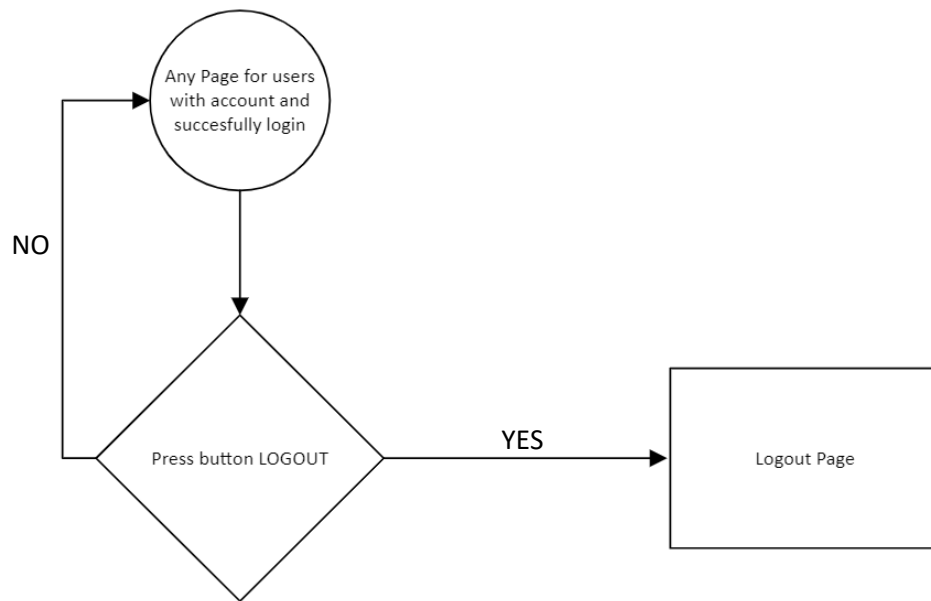 Any Page for users
with account and
succesfully login
NO
Press button LOGOUT
YES
Logout Page